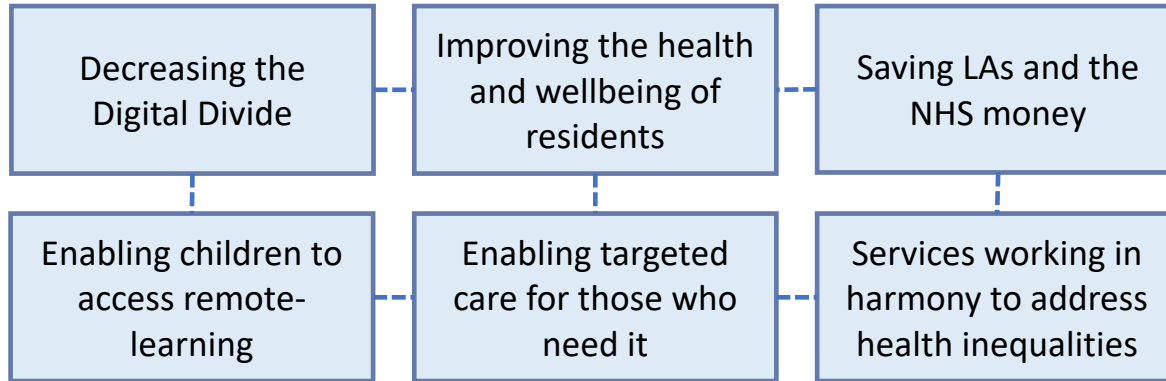 Decreasing the
Digital Divide
Improving the health
and wellbeing of
residents
Saving LAs and the
NHS money
Enabling children to
access remote-
learning
Enabling targeted
care for those who
need it
Services working in
harmony to address
health inequalities